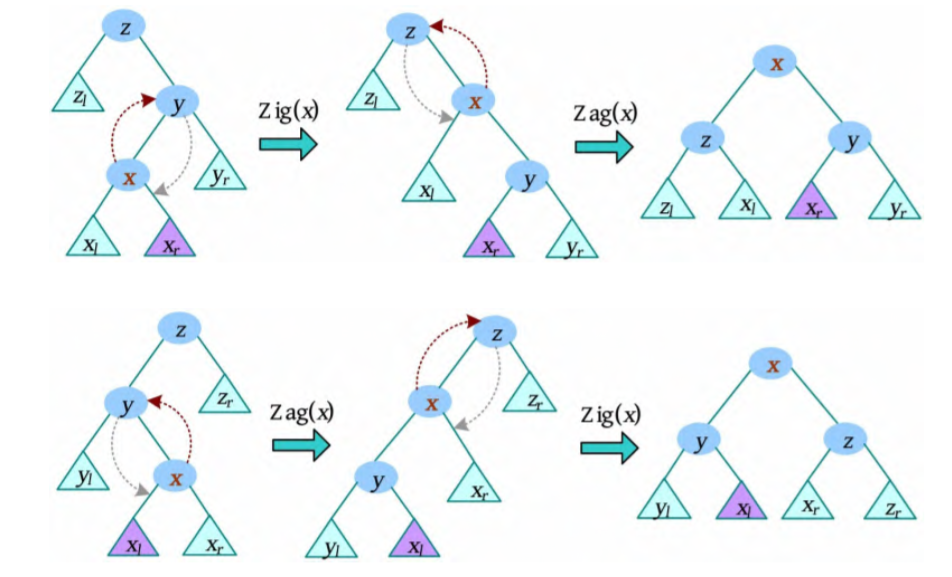 z
z
x
z_l
y
Zig(x)
z_l
x
Zag(x)
z
y
x
y_r
x_l
y
z_l
x_l
x_r
y_r
x_l
x_r
x_r
y_r
z
z
x
y
z_r
Zag(x)
x
z_r
Zig(x)
y
z
y_l
x
y
x_r
y_l
x_l
x_r
z_r
x_l
x_r
y_l
x_l